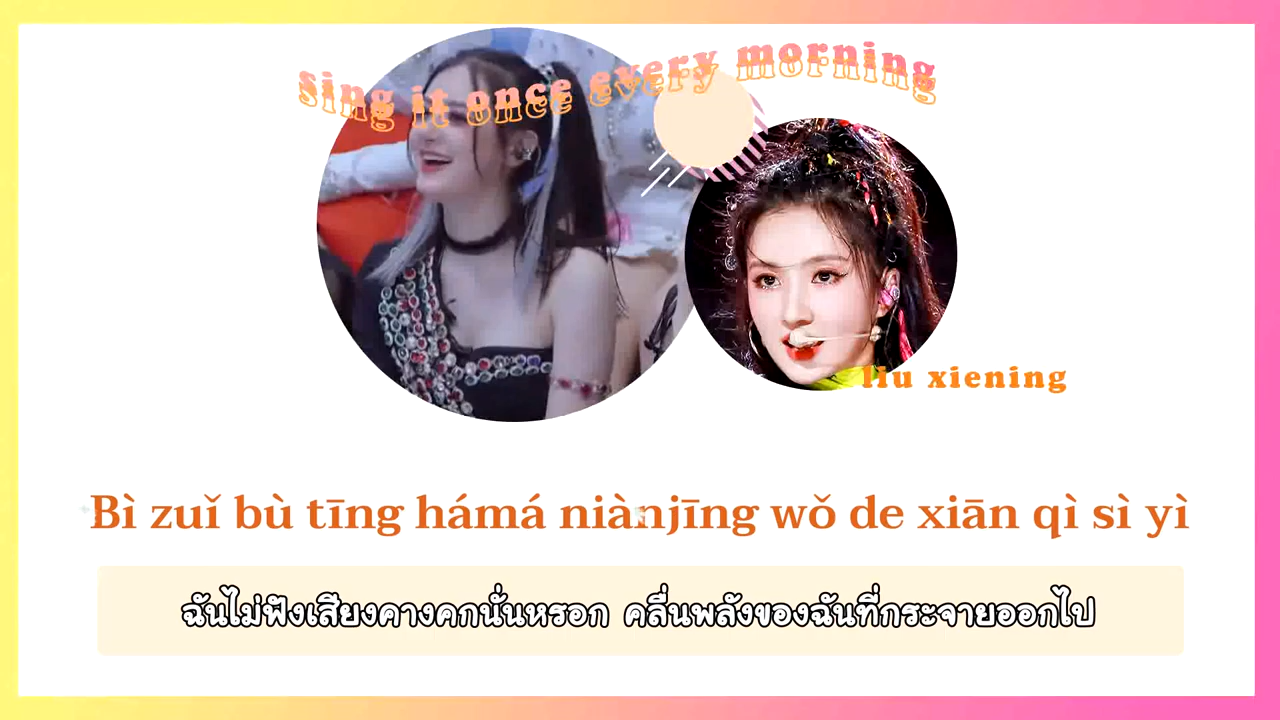 Sing it once every morning
liu xiening
Bì zuǐ bù tīng hámá niànjīng wǒ de xiān qì sì yì
ฉันไม่ฟังเสียงคางคกนั่นหรอก คลื่นพลังของฉันที่กระจายออกไป